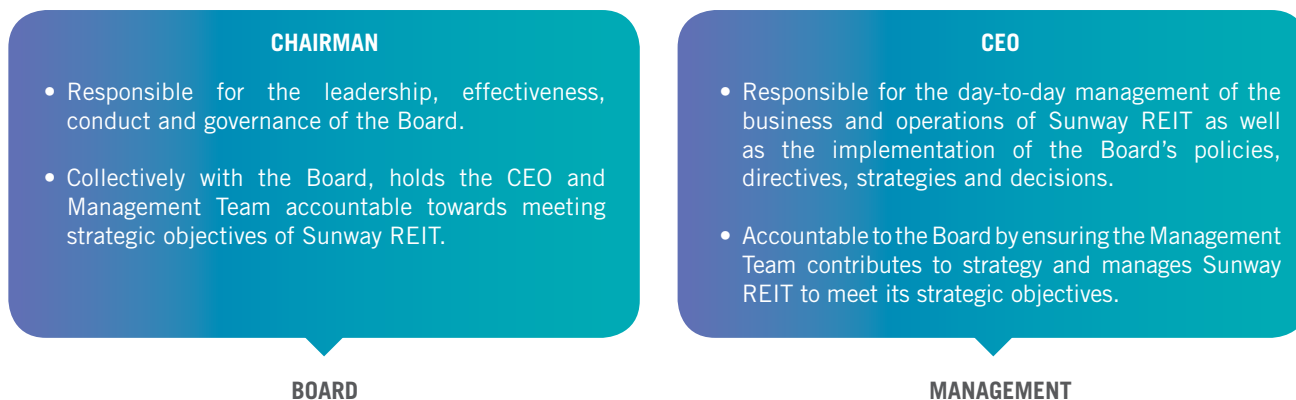 CHAIRMAN
• Responsible for the leadership, effectiveness,
conduct and governance of the Board.
• Collectively with the Board, holds the CEO and
Management Team accountable towards meeting
strategic objectives of Sunway REIT.
BOARD
CEO
• Responsible for the day-to-day management of the
business and operations of Sunway REIT as well
as the implementation of the Board's policies,
directives, strategies and decisions.
• Accountable to the Board by ensuring the Management
Team contributes to strategy and manages Sunway
REIT to meet its strategic objectives.
MANAGEMENT